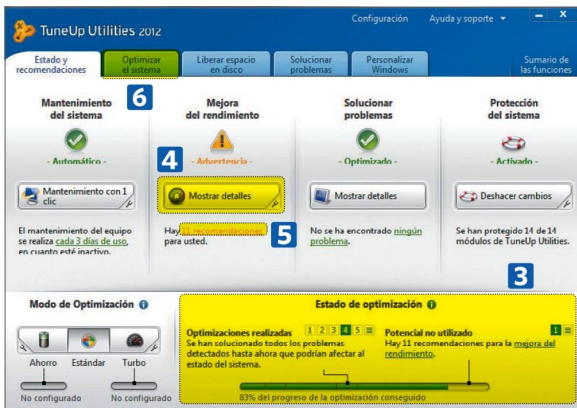 TuneUp Utilities 2012
Configuración
Ayuda y soporte
Estado y
recomendaciones
Optimizar
el sistema
Liberar espacio
en disco
Solucionar
problemas
Personalizar
Windows
Sumario de
las funciones
6
Mantenimiento
del sistema
- Automático -
Mantenimiento con 1
clic
El mantenimiento del equipo
se realiza cada 3 días de uso,
en cuanto esté inactivo.
Mejora
del rendimiento
- Advertencia -
4
Mostrar detalles
Hay 11 recomendaciones
para usted.
5
Solucionar
problemas
- Optimizado -
Mostrar detalles
No se ha encontrado ningún
problema.
Protección
del sistema
- Activado -
Deshacer cambios
Se han protegido 14 de 14
módulos de TuneUp Utilities.
3
Modo de Optimización
Ahorro
Estándar
Turbo
No configurado
No configurado
Estado de optimización
Optimizaciones realizadas 1 2 3 4 5
Se han solucionado todos los problemas
detectados hasta ahora que podrían afectar al
estado del sistema.
Potencial no utilizado 1
Hay 11 recomendaciones para la mejora del
rendimiento.
83% del progreso de la optimización conseguido